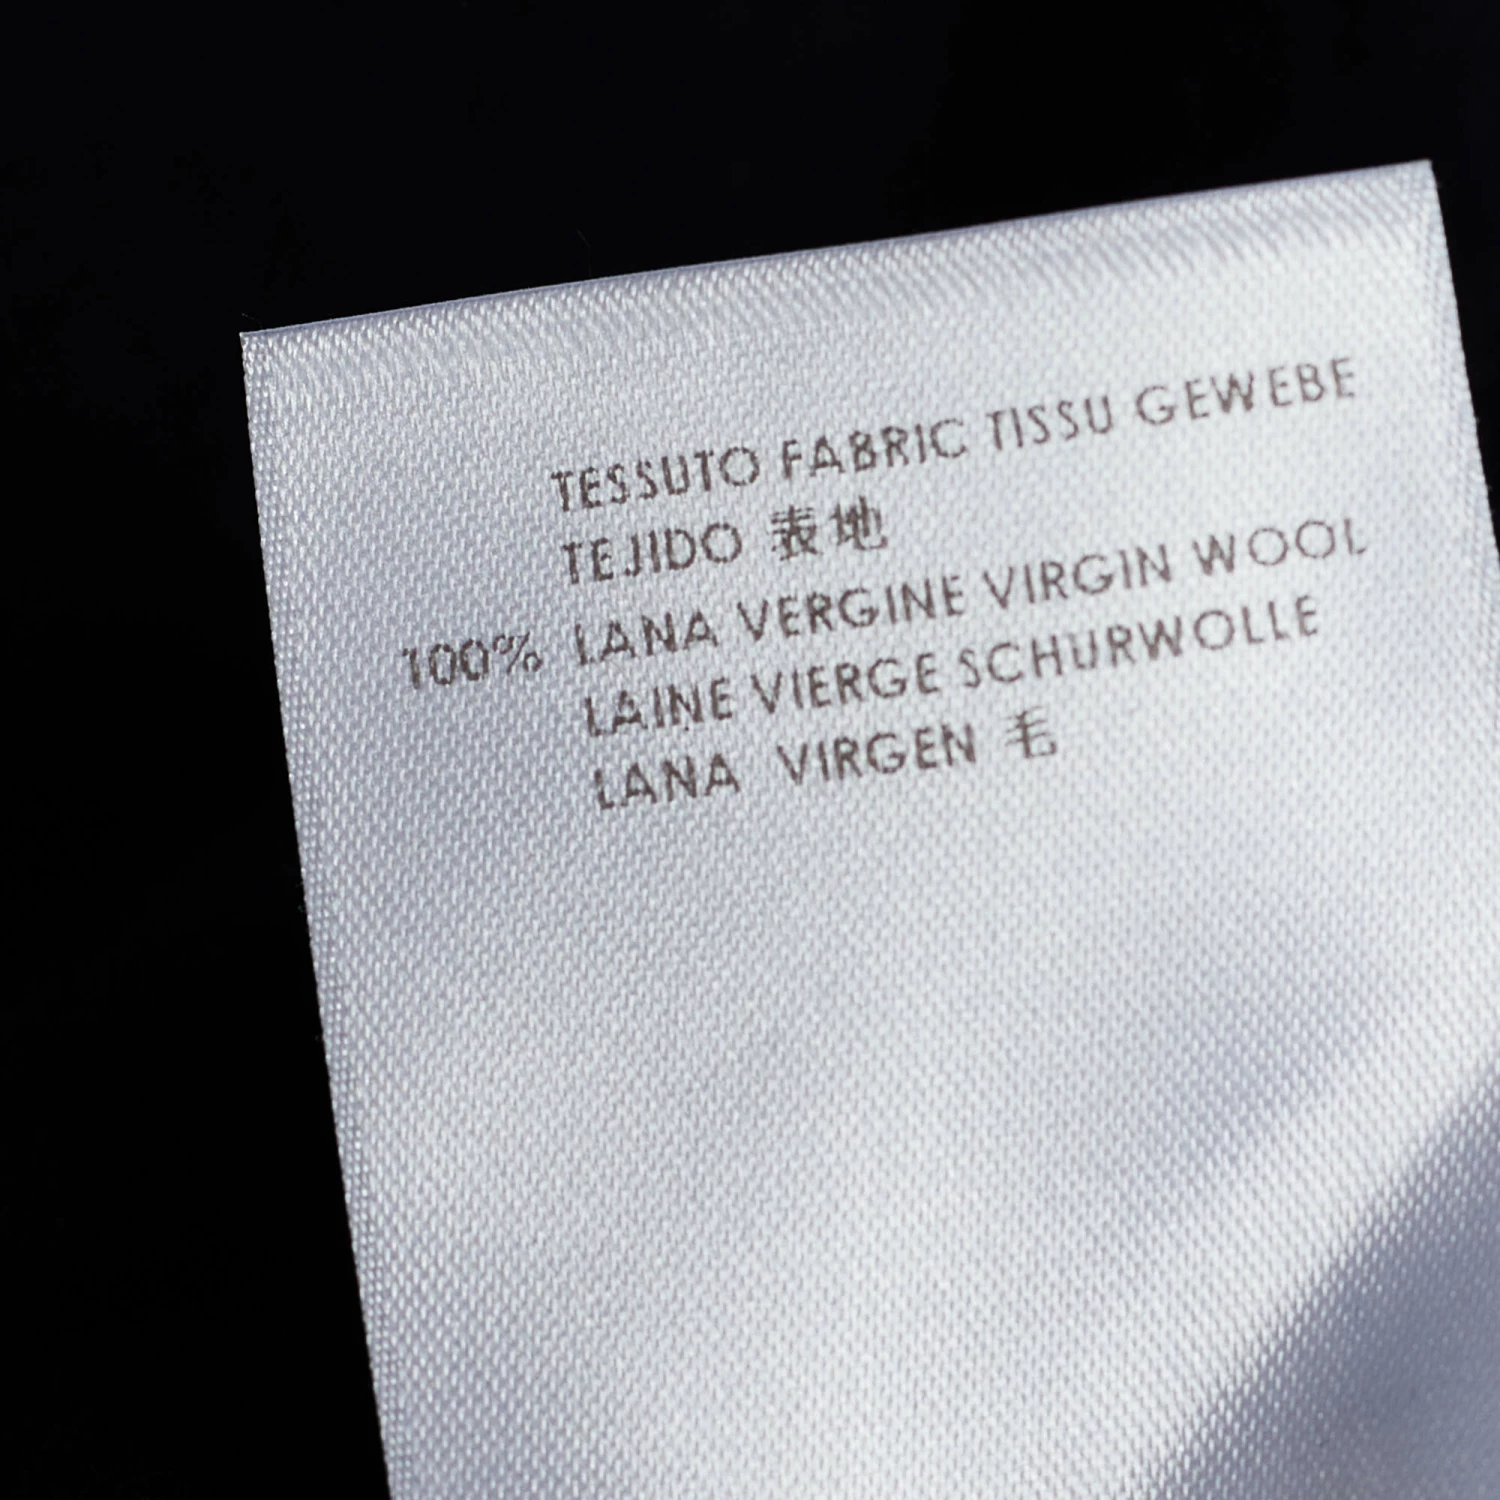 TESSUTO FABRIC TISSU GEWEBE
TEJIDO 表地
100% LANA VERGINE VIRGIN WOOL
LAINE VIERGE SCHURWOLLE
LANA VIRGEN 毛